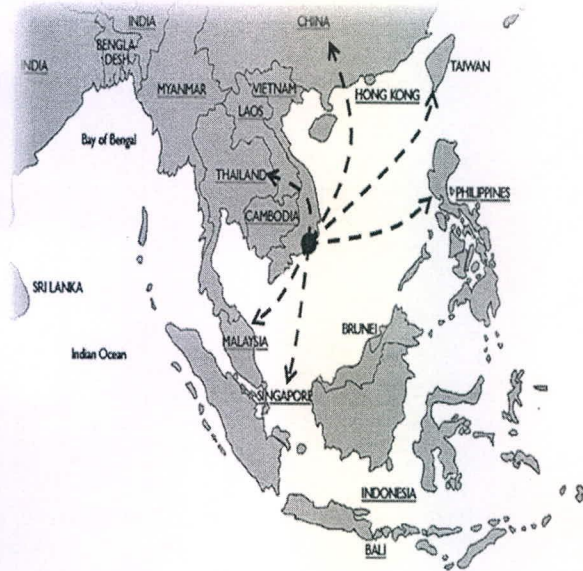 INDIA
CHINA
BENGLA
DESH
INDIA
TAIWAN
MYANMAR
VIETNAM
HONG KONG
LAOS
Bay of Bengal
THAILAND
PHILIPPINES
CAMBODIA
SRI LANKA
BRUNEI
MALAYSIA
Indian Ocean
SINGAPORE
INDONESIA
BALI